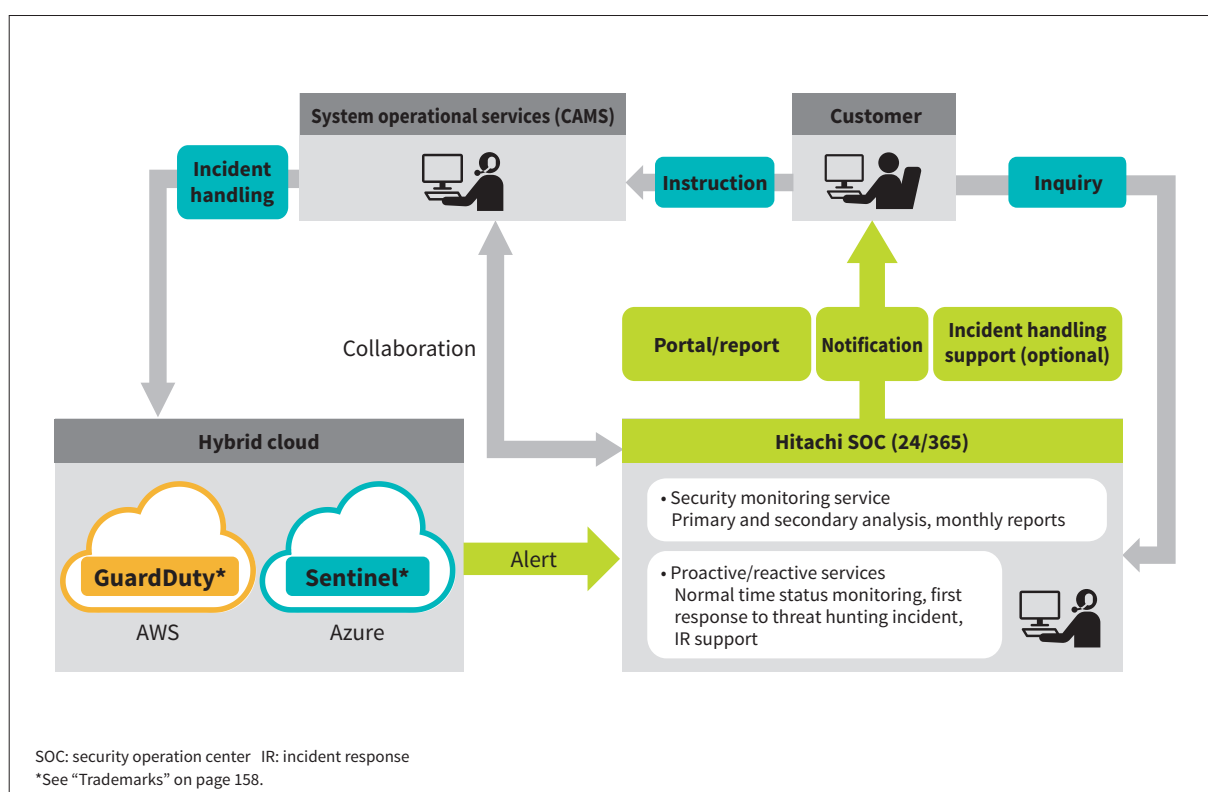 System operational services (CAMS)
Customer
Incident
handling
Instruction
Inquiry
Collaboration
Portal/report
Notification
Incident handling
support (optional)
Hybrid cloud
GuardDuty*
AWS
Sentinel*
Azure
Alert
Hitachi SOC (24/365)
• Security monitoring service
Primary and secondary analysis, monthly reports
• Proactive/reactive services
Normal time status monitoring, first
response to threat hunting incident,
IR support
SOC: security operation center IR: incident response
*See “Trademarks” on page 158.